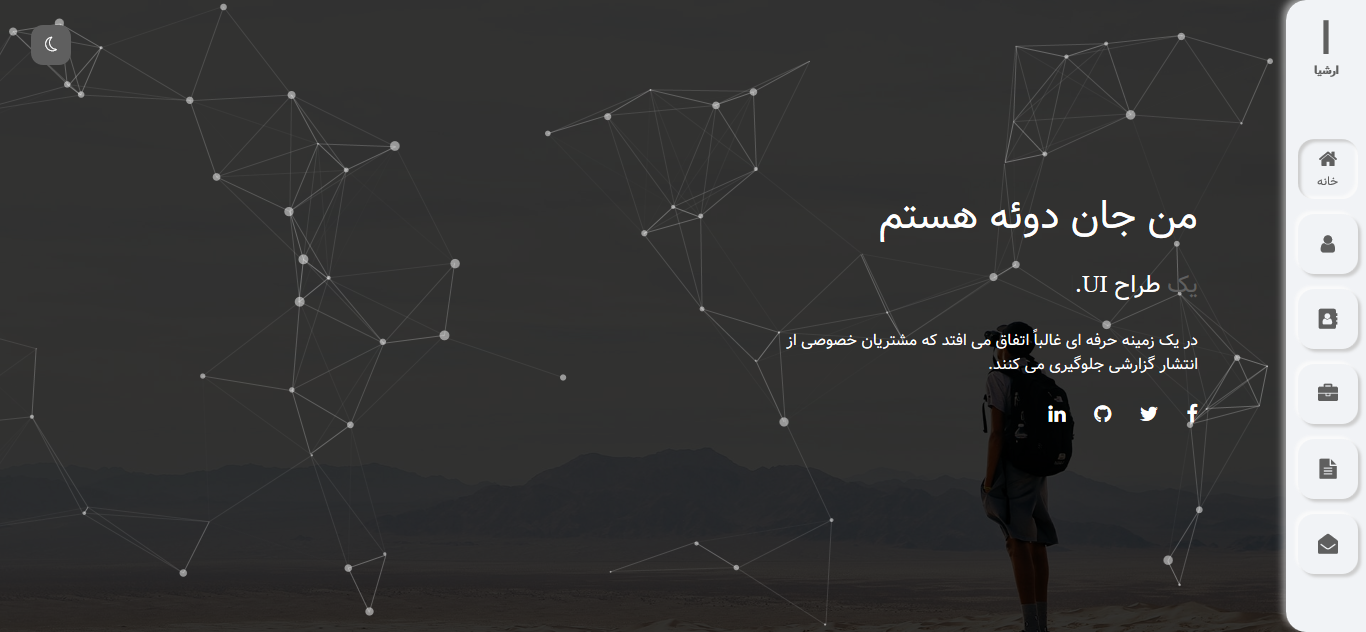 ا
ارشیا
خانه
من جان دوئه هستم
یک طراح UI.
در یک زمینه حرفه ای غالباً اتفاق می افتد که مشتریان خصوصی از
انتشار گزارشی جلوگیری می کنند.